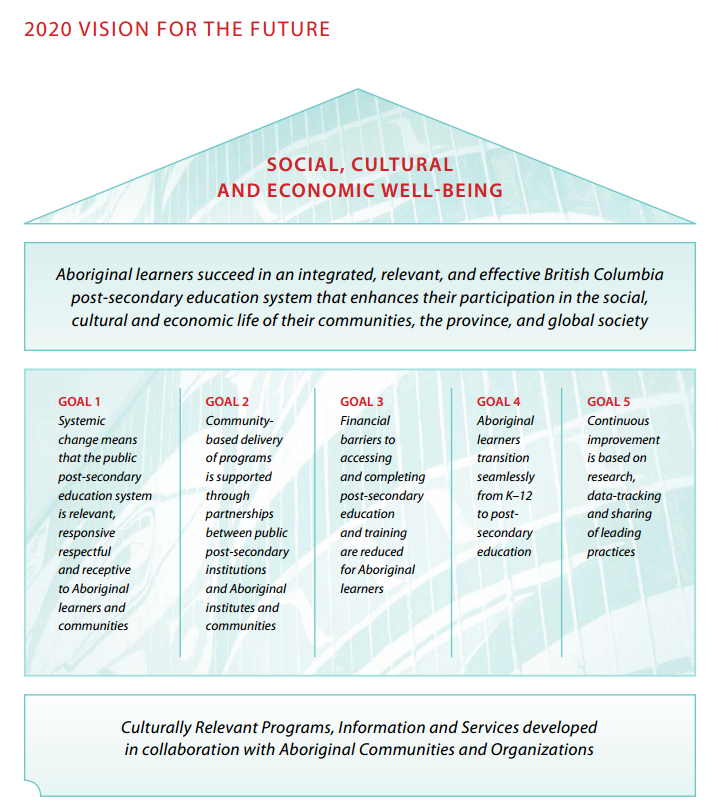 2020 VISION FOR THE FUTURE
SOCIAL, CULTURAL
AND ECONOMIC WELL-BEING
Aboriginal learners succeed in an integrated, relevant, and effective British Columbia
post-secondary education system that enhances their participation in the social,
cultural and economic life of their communities, the province, and global society
GOAL 1
Systemic
change means
that the public
post-secondary
education system
is relevant,
responsive
respectful
and receptive
to Aboriginal
learners and
communities
GOAL 2
Community-
based delivery
of programs
is supported
through
partnerships
between public
post-secondary
institutions
and Aboriginal
institutes and
communities
GOAL 3
Financial
barriers to
accessing
and completing
post-secondary
education
and training
are reduced
for Aboriginal
learners
GOAL 4
Aboriginal
learners
transition
seamlessly
from K–12
to post-
secondary
education
GOAL 5
Continuous
improvement
is based on
research,
data-tracking
and sharing
of leading
practices
Culturally Relevant Programs, Information and Services developed
in collaboration with Aboriginal Communities and Organizations